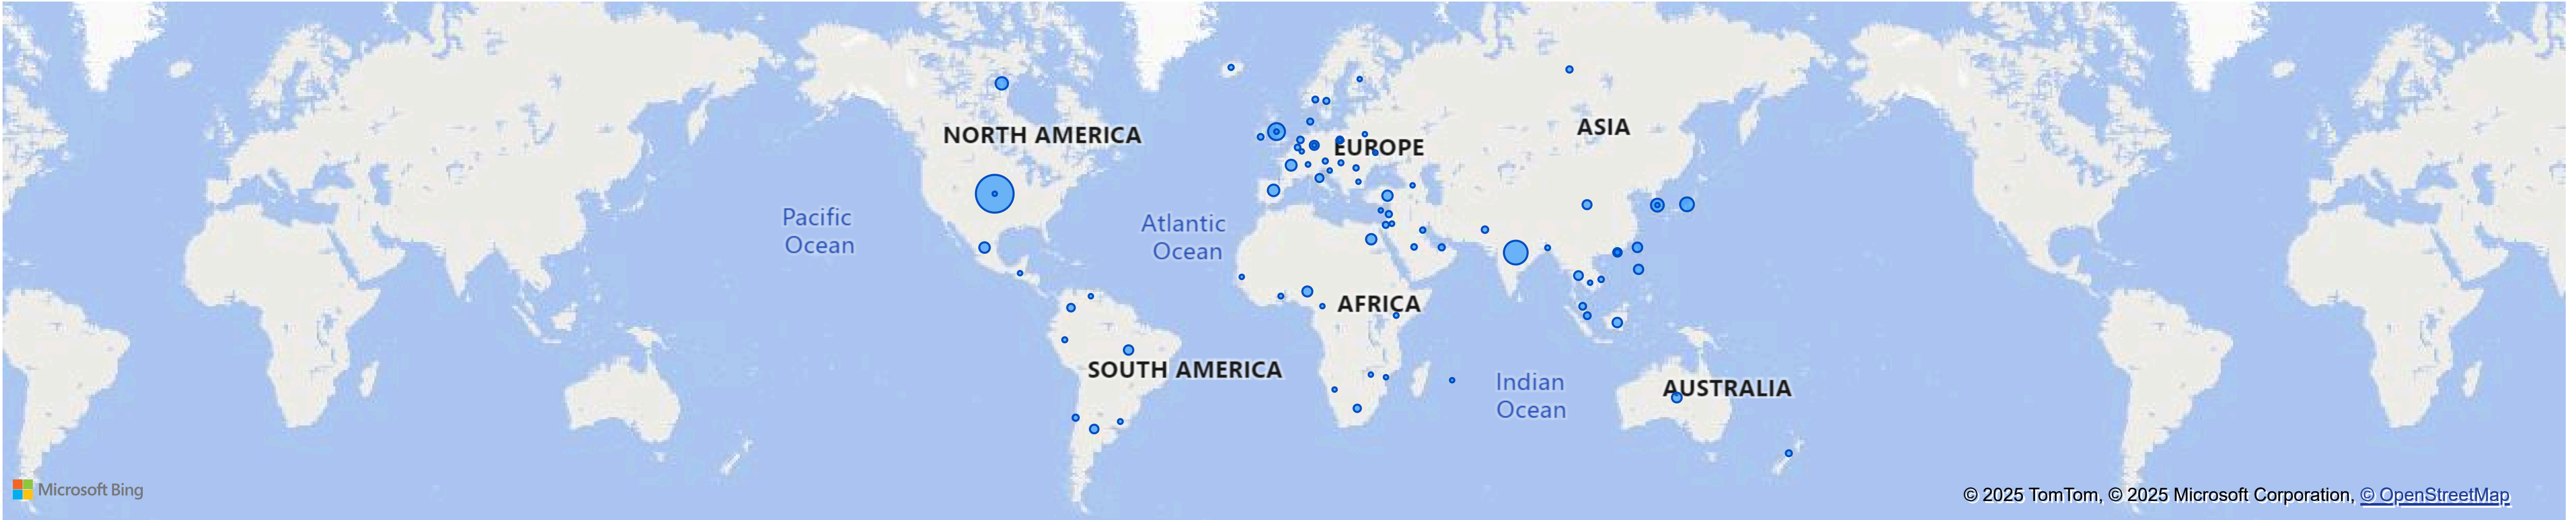 NORTH AMERICA
EUROPE
ASIA
Pacific
Ocean
Atlantic
Ocean
AFRICA
SOUTH AMERICA
Indian
Ocean
AUSTRALIA
Microsoft Bing
© 2025 TomTom, © 2025 Microsoft Corporation, © OpenStreetMap